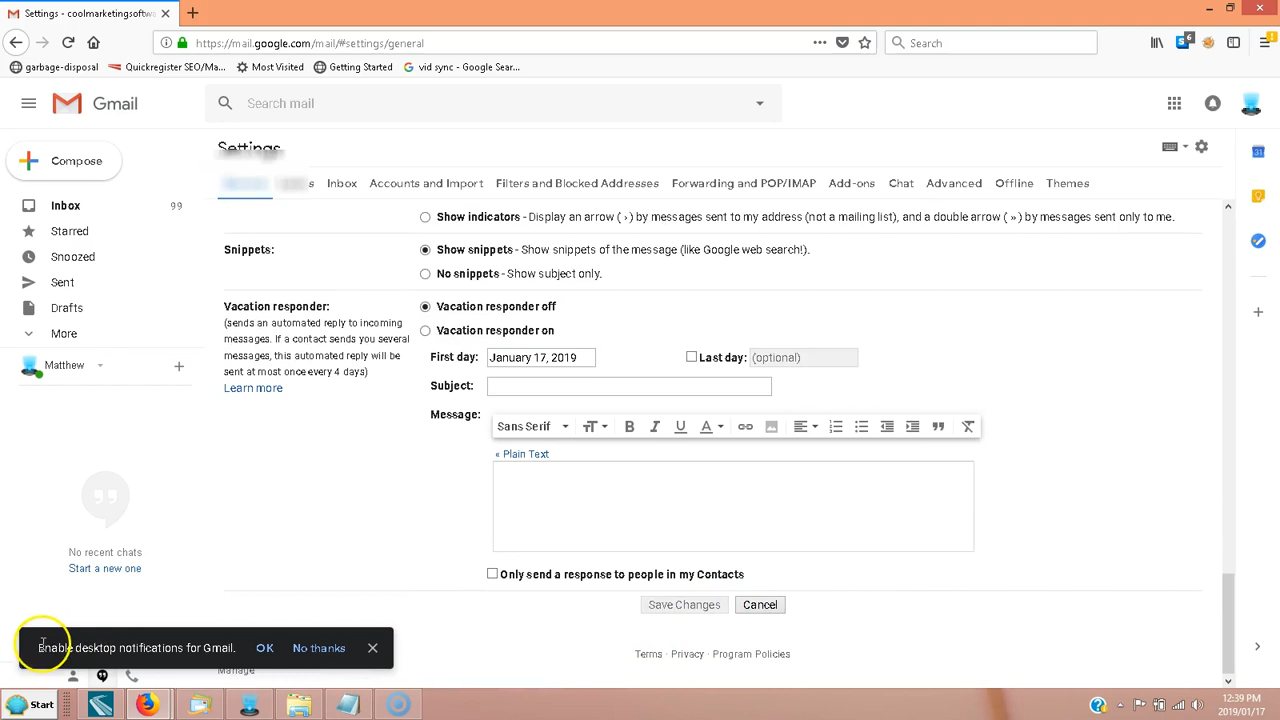 Settings - coolmarketingsoftw
https://mail.google.com/mail/#settings/general
Search
6
1
garbage-disposal
Quickregister SEO/Ma...
Most Visited
Getting Started
vid sync - Google Sear...
Gmail
Search mail
Compose
Settings
Inbox
Accounts and Import
Filters and Blocked Addresses
Forwarding and POP/IMAP
Add-ons
Chat
Advanced
Offline
Themes
31
Inbox 99
Starred
Snoozed
Sent
Drafts
More
Matthew
Show indicators - Display an arrow ( › ) by messages sent to my address (not a mailing list), and a double arrow ( » ) by messages sent only to me.
Snippets:
Show snippets - Show snippets of the message (like Google web search!).
No snippets - Show subject only.
Vacation responder:
(sends an automated reply to incoming
messages. If a contact sends you several
messages, this automated reply will be
sent at most once every 4 days)
Learn more
Vacation responder off
Vacation responder on
First day: January 17, 2019
Last day: (optional)
Subject:
Message:
Sans Serif
« Plain Text
Only send a response to people in my Contacts
Save Changes
Cancel
No recent chats
Start a new one
Enable desktop notifications for Gmail. OK No thanks
Manage
Terms - Privacy - Program Policies
Start
12:39 PM
2019/01/17